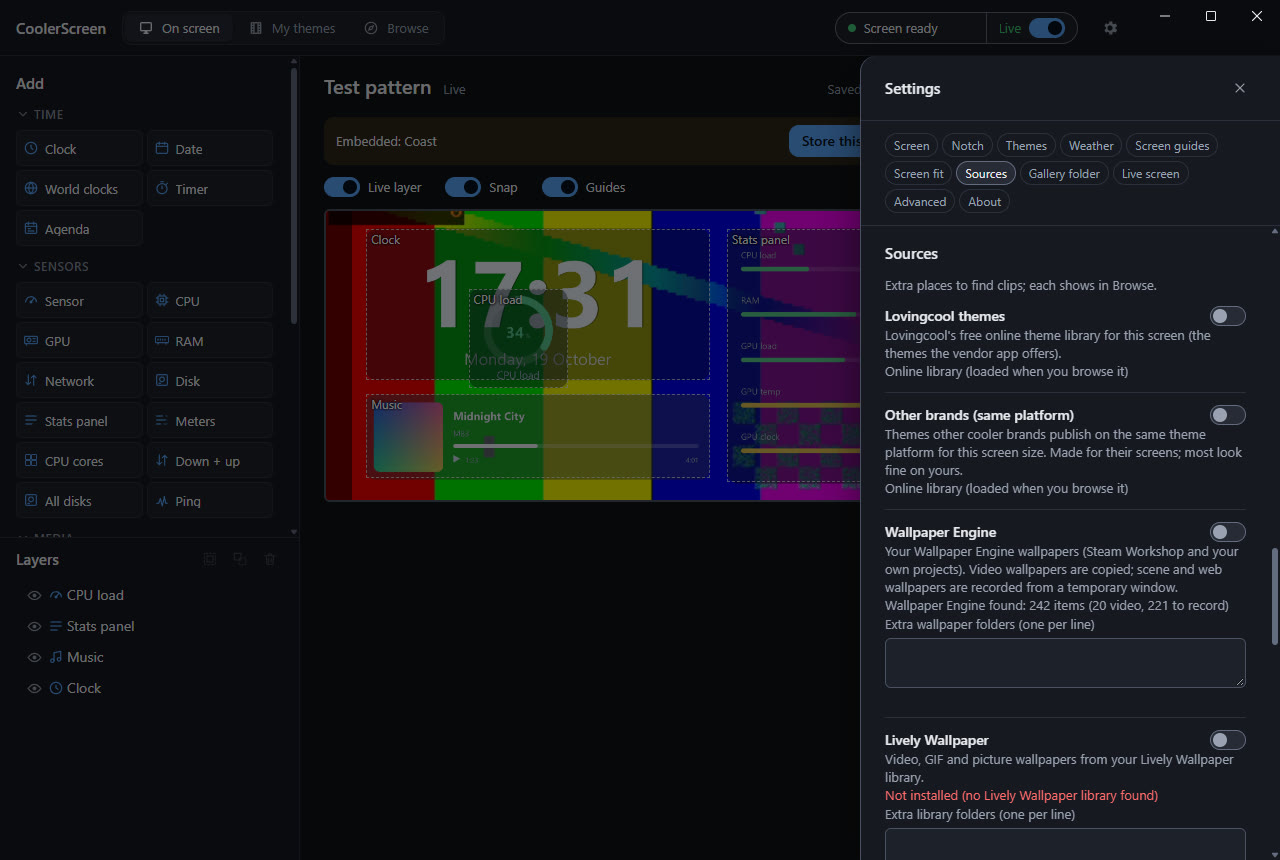 CoolerScreen
On screen
My themes
Browse
Screen ready
Live
Add
TIME
Clock
Date
World clocks
Timer
Agenda
SENSORS
Sensor
CPU
GPU
RAM
Network
Disk
Stats panel
Meters
CPU cores
Down + up
All disks
Ping
MEDIA
Layers
CPU load
Stats panel
Music
Clock
Test pattern
Live
Saved
Embedded: Coast
Store this
Live layer
Snap
Guides
Clock
17:31
Monday, 19 October
CPU load
34
CPU load
Music
Midnight City
M83
1:53
4:01
Stats panel
CPU load
RAM
GPU load
GPU temp
GPU clock
Settings
Screen
Notch
Themes
Weather
Screen guides
Screen fit
Sources
Gallery folder
Live screen
Advanced
About
Sources
Extra places to find clips; each shows in Browse.
Lovingcool themes
Lovingcool's free online theme library for this screen (the
themes the vendor app offers).
Online library (loaded when you browse it)
Other brands (same platform)
Themes other cooler brands publish on the same theme
platform for this screen size. Made for their screens; most look
fine on yours.
Online library (loaded when you browse it)
Wallpaper Engine
Your Wallpaper Engine wallpapers (Steam Workshop and your
own projects). Video wallpapers are copied; scene and web
wallpapers are recorded from a temporary window.
Wallpaper Engine found: 242 items (20 video, 221 to record)
Extra wallpaper folders (one per line)
Lively Wallpaper
Video, GIF and picture wallpapers from your Lively Wallpaper
library.
Not installed (no Lively Wallpaper library found)
Extra library folders (one per line)